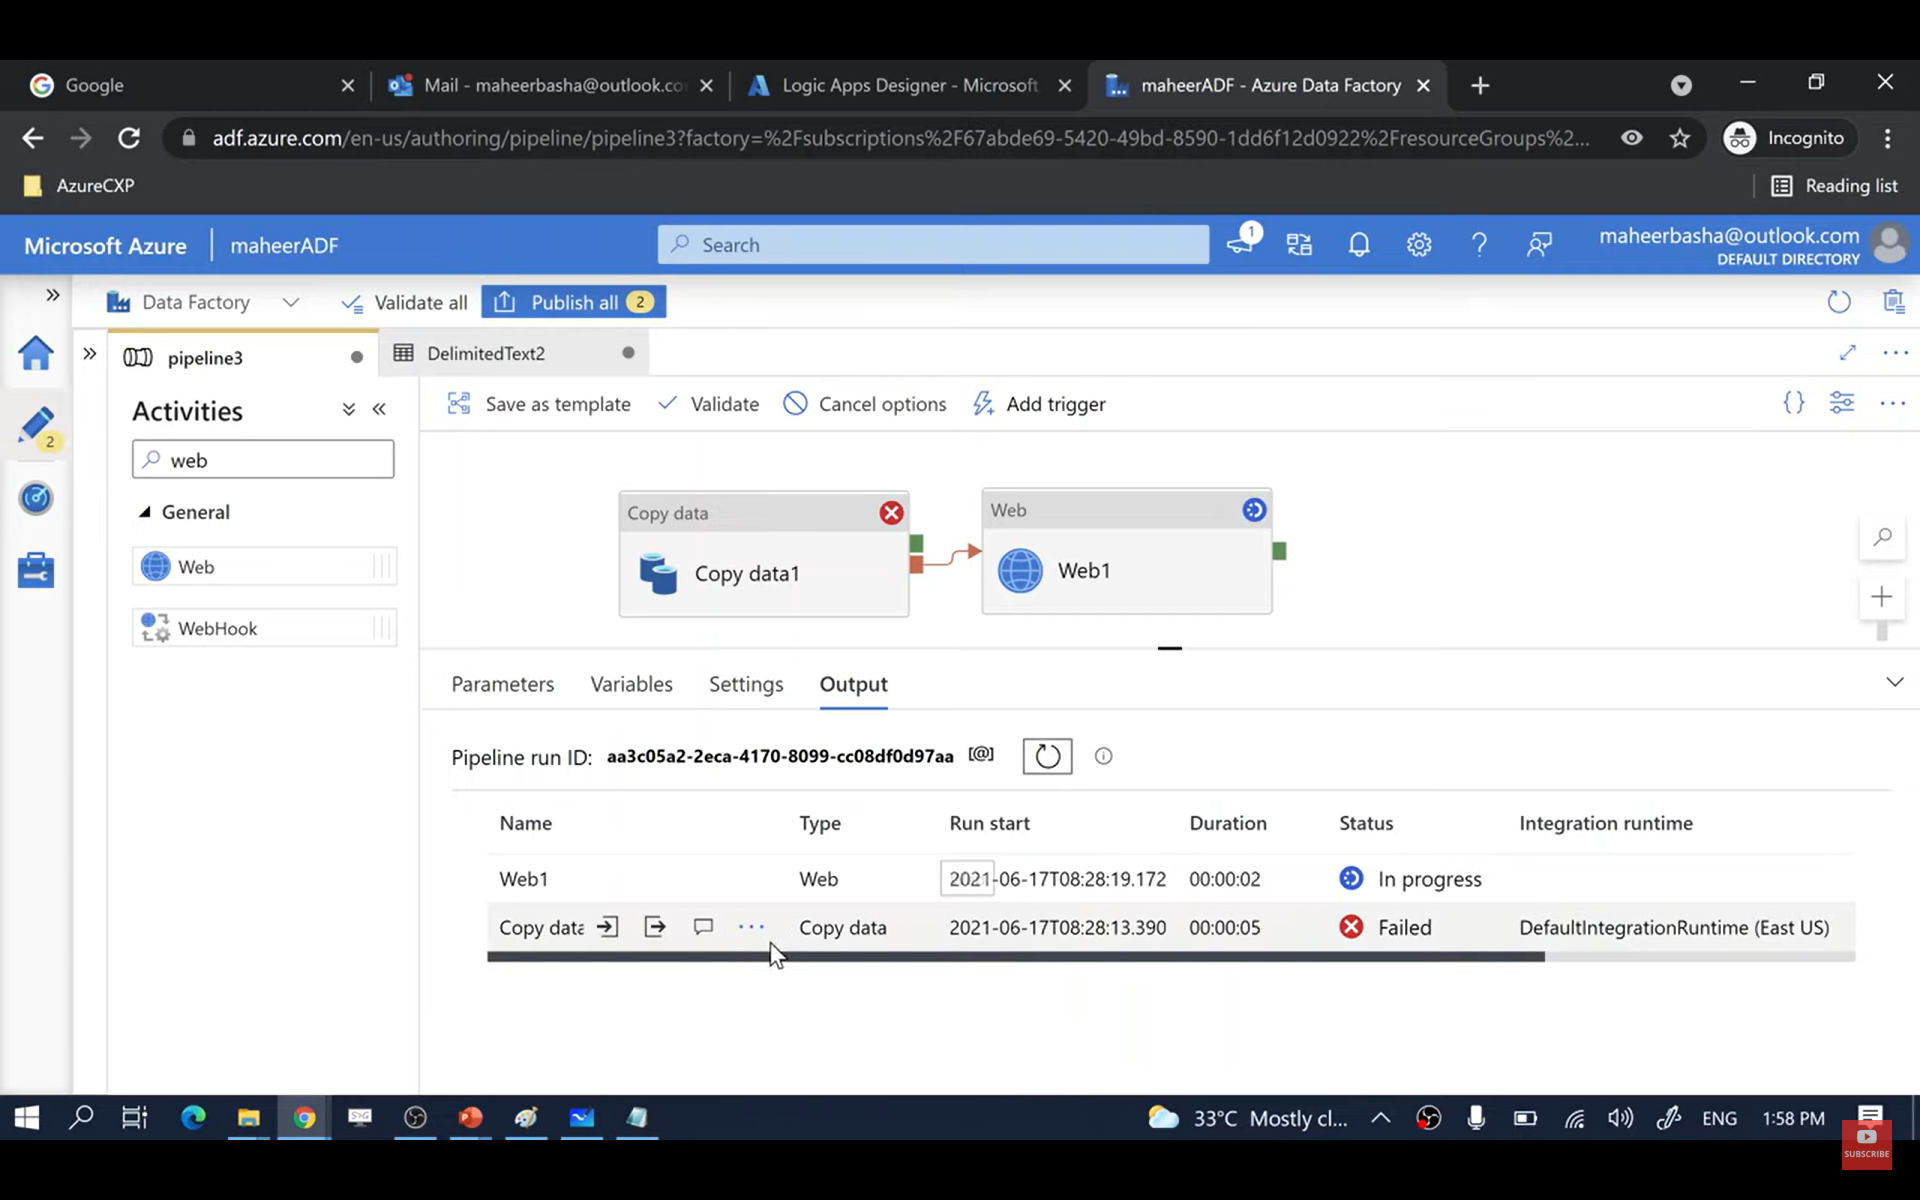 Google
Mail - maheerbasha@outlook.co
Logic Apps Designer - Microsoft
maheerADF - Azure Data Factory
adf.azure.com/en-us/authoring/pipeline/pipeline3?factory=%2Fsubscriptions%2F67abde69-5420-49bd-8590-1dd6f12d0922%2FresourceGroups%2...
Incognito
AzureCXP
Reading list
Microsoft Azure
maheerADF
Search
1
maheerbasha@outlook.com
DEFAULT DIRECTORY
Data Factory
Validate all
Publish all 2
pipeline3
DelimitedText2
Activities
Save as template
Validate
Cancel options
Add trigger
2
web
General
Web
WebHook
Copy data
Copy data1
Web
Web1
Parameters
Variables
Settings
Output
Pipeline run ID: aa3c05a2-2eca-4170-8099-cc08df0d97aa [@]
Name Type Run start Duration Status Integration runtime
Web1 Web 2021-06-17T08:28:19.172 00:00:02 In progress
Copy data Copy data 2021-06-17T08:28:13.390 00:00:05 Failed DefaultIntegrationRuntime (East US)
33°C Mostly cl...
ENG
1:58 PM
SUBSCRIBE